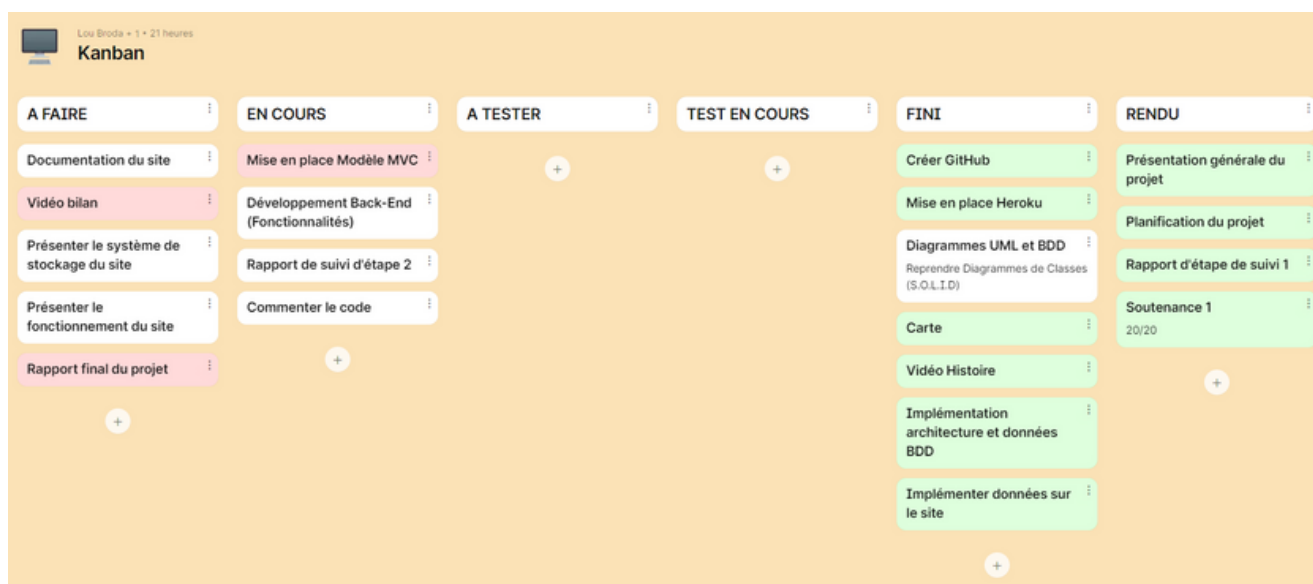 Lou Broda + 1 • 21 heures
Kanban
A FAIRE
Documentation du site
Vidéo bilan
Présenter le système de
stockage du site
Présenter le
fonctionnement du site
Rapport final du projet
EN COURS
Mise en place Modèle MVC
Développement Back-End
(Fonctionnalités)
Rapport de suivi d'étape 2
Commenter le code
A TESTER
TEST EN COURS
FINI
Créer GitHub
Mise en place Heroku
Diagrammes UML et BDD
Reprendre Diagrammes de Classes
(S.O.L.I.D)
Carte
Vidéo Histoire
Implémentation
architecture et données
BDD
Implémenter données sur
le site
RENDU
Présentation générale du
projet
Planification du projet
Rapport d'étape de suivi 1
Soutenance 1
20/20